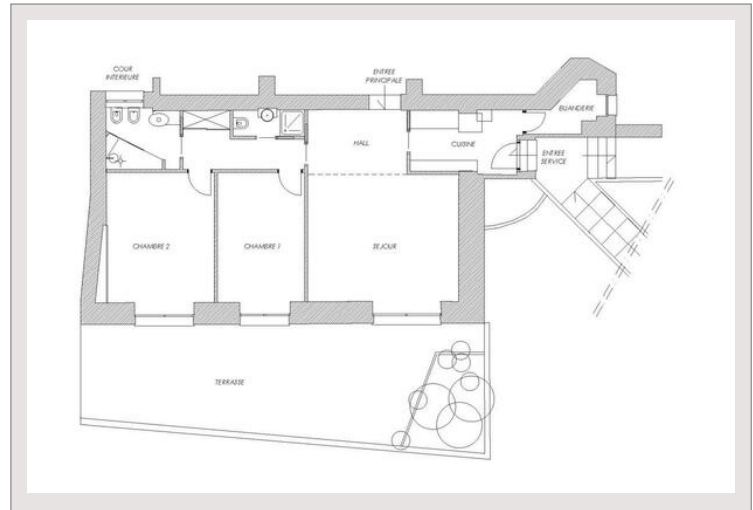 COUR
INTERIEURE
ENTREE
PRINCIPALE
BUANDERIE
HALL
CUISINE
ENTREE
SERVICE
CHAMBRE 2
CHAMBRE 1
SEJOUR
TERRASSE